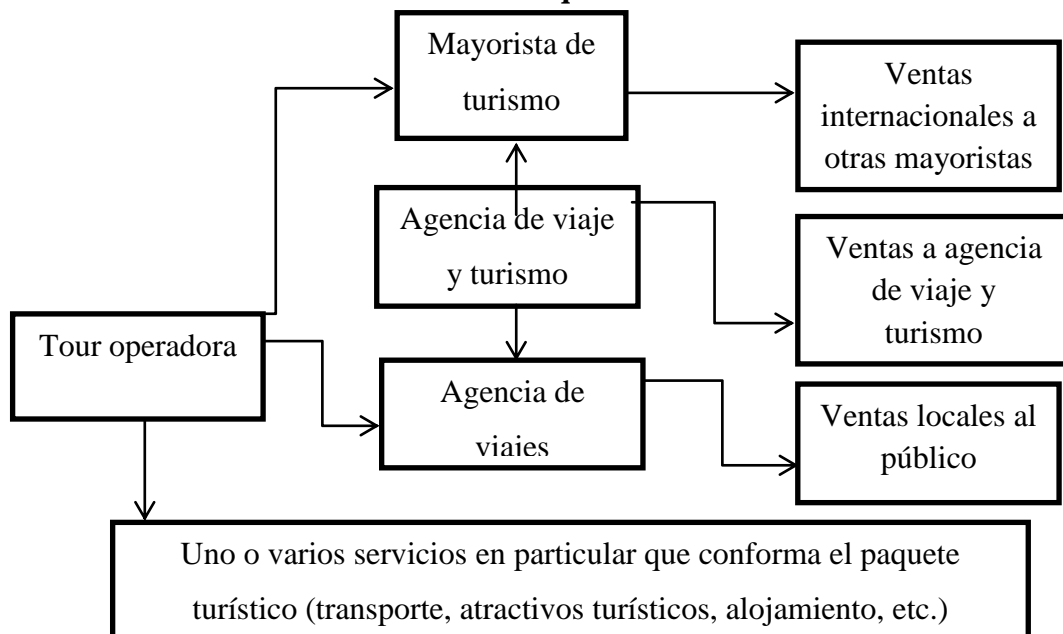 Mayorista de
turismo
Ventas
internacionales a
otras mayoristas
Agencia de viaje
y turismo
Ventas a agencia
de viaje y
turismo
Tour operadora
Agencia de
viajes
Ventas locales al
público
Uno o varios servicios en particular que conforma el paquete
turístico (transporte, atractivos turísticos, alojamiento, etc.)